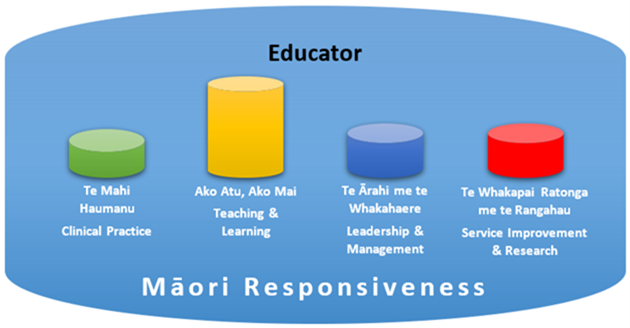 Educator
Te Mahi
Haumanu
Clinical Practice
Ako Atu, Ako Mai
Teaching &
Learning
Te Ārahi me te
Whakahaere
Leadership &
Management
Te Whakapai Ratonga
me te Rangahau
Service Improvement
& Research
Māori Responsiveness